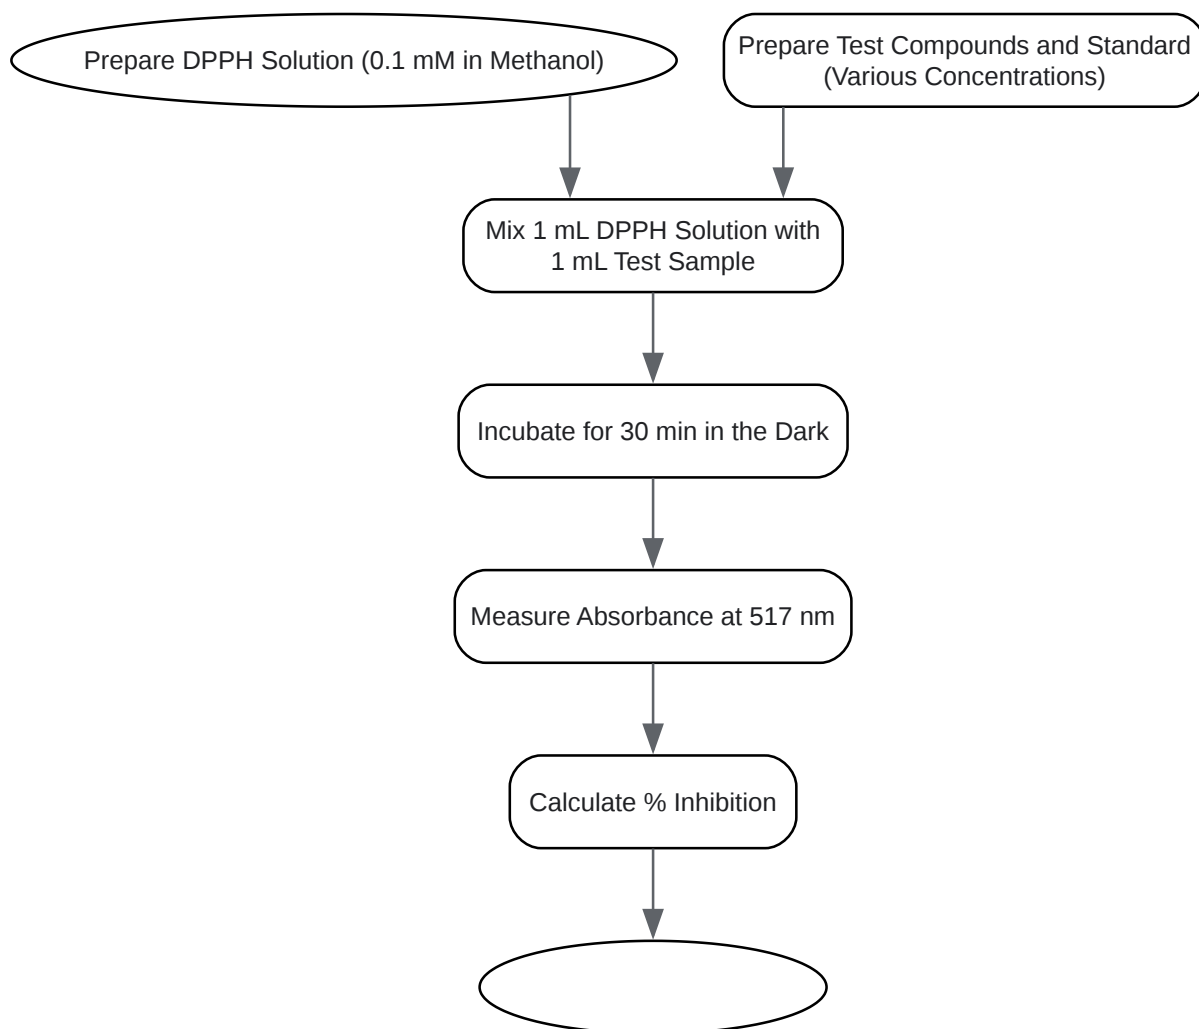 Prepare DPPH Solution (0.1 mM in Methanol)
Prepare Test Compounds and Standard
(Various Concentrations)
Mix 1 mL DPPH Solution with
1 mL Test Sample
Incubate for 30 min in the Dark
Measure Absorbance at 517 nm
Calculate % Inhibition